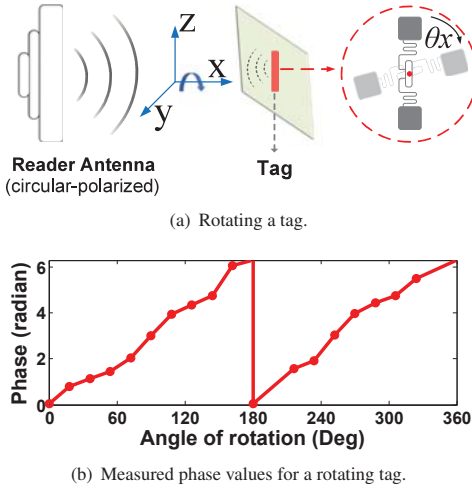 z
x
y
θx
Reader Antenna
(circular-polarized)
Tag
(a) Rotating a tag.
Phase (radian)
6
4
2
0
0 60 120 180 240 300 360
Angle of rotation (Deg)
(b) Measured phase values for a rotating tag.